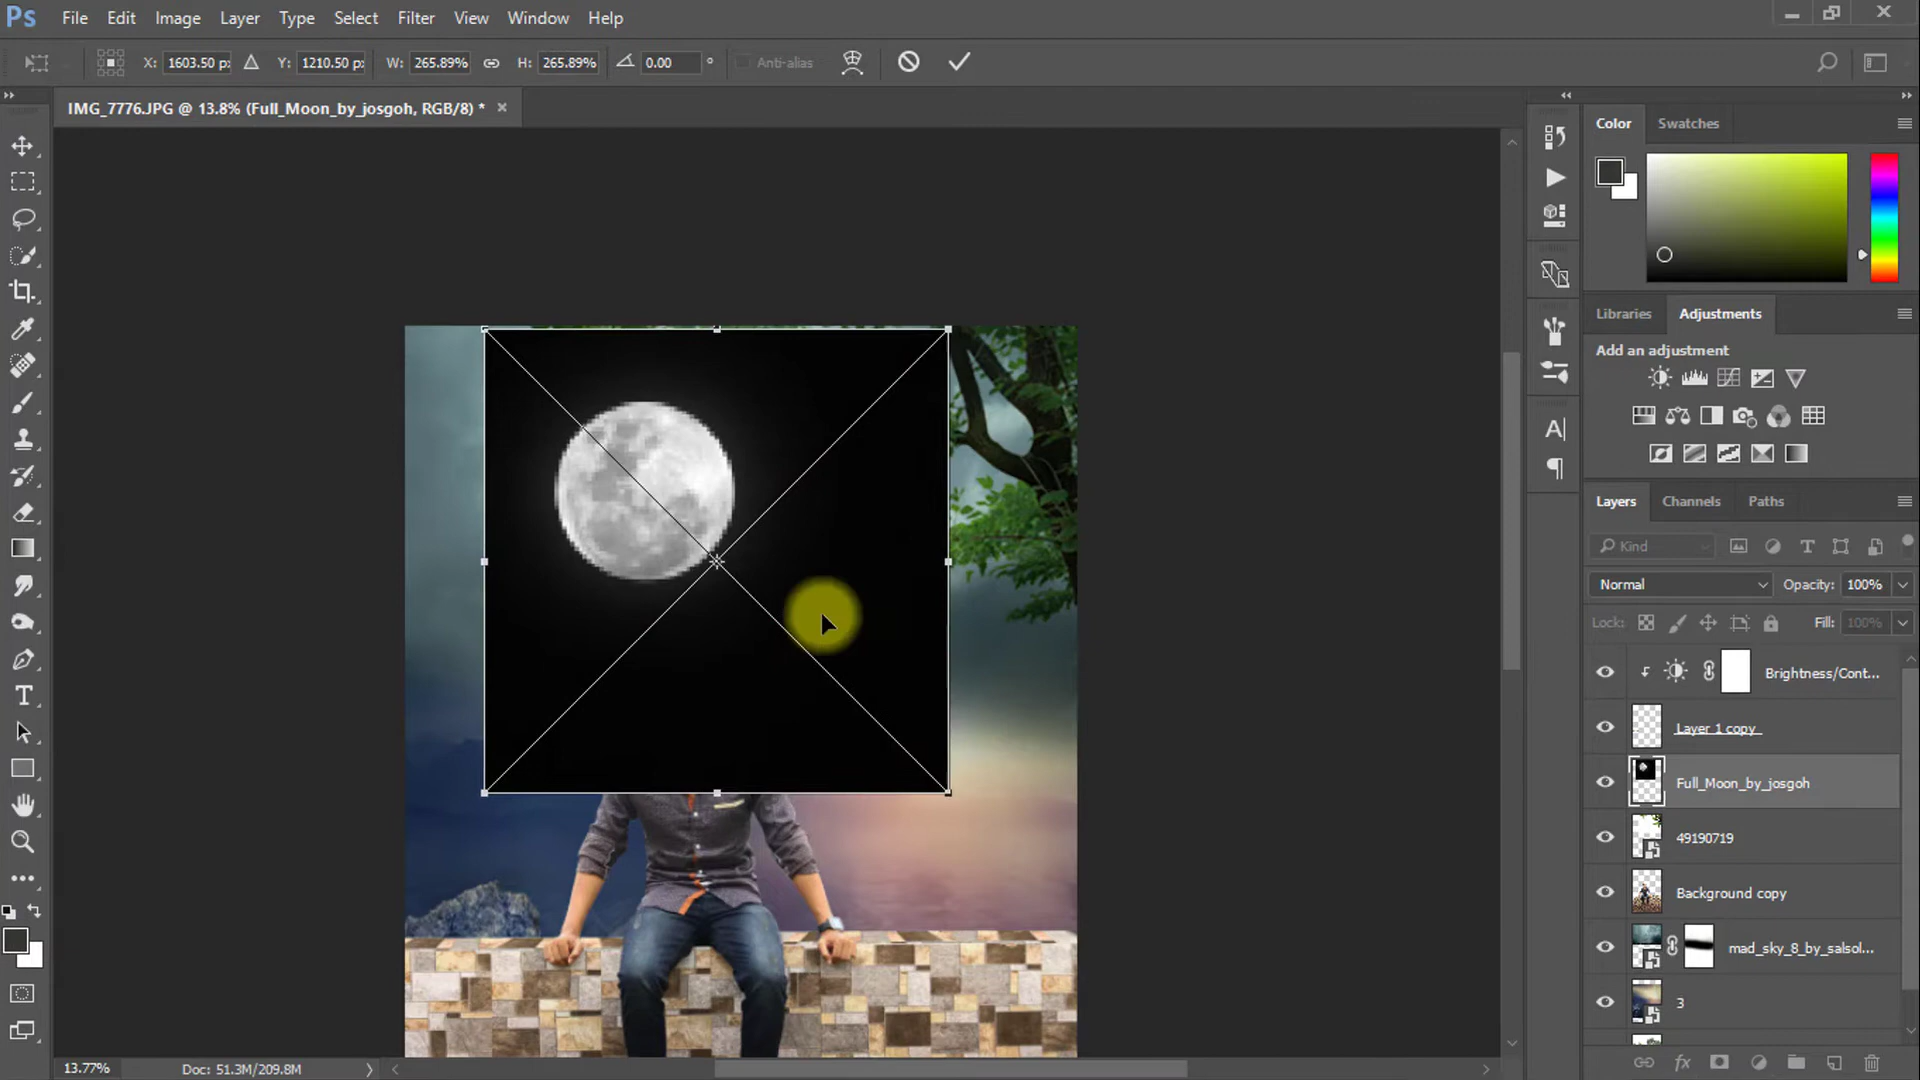 Ps File Edit Image Layer Type Select Filter View Window Help
X: 1603.50 p Y: 1210.50 p W: 265.89% H: 265.89% 0.00 ° Anti-alias
IMG_7776.JPG @ 13.8% (Full_Moon_by_josgoh, RGB/8) *
Color Swatches
Libraries Adjustments
Add an adjustment
Layers Channels Paths
Kind
Normal Opacity: 100%
Lock: Fill: 100%
Brightness/Cont...
Layer 1 copy
Full_Moon_by_josgoh
49190719
Background copy
mad_sky_8_by_salsol...
3
13.77% Doc: 51.3M/209.8M